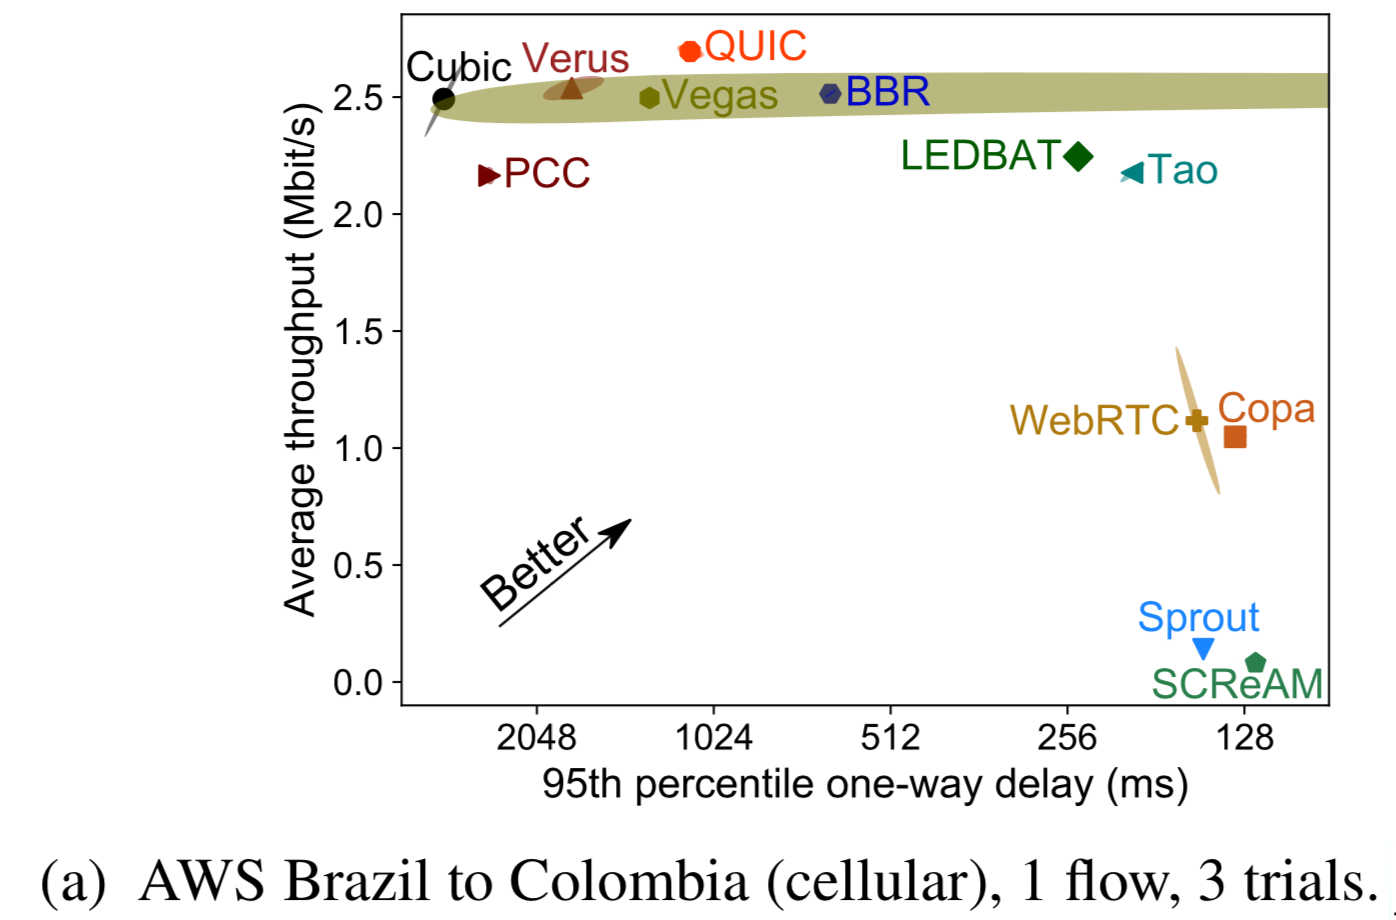 QUIC
Verus
Cubic
2.5
Vegas
BBR
LEDBAT
Tao
PCC
2.0
Average throughput (Mbit/s)
1.5
WebRTC
Copa
1.0
Better
0.5
Sprout
0.0
SCReAM
2048 1024 512 256 128
95th percentile one-way delay (ms)
(a) AWS Brazil to Colombia (cellular), 1 flow, 3 trials.